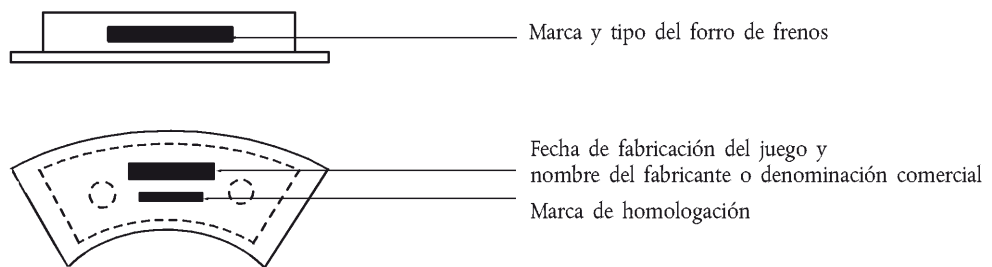 Marca y tipo del forro de frenos
Fecha de fabricación del juego y
nombre del fabricante o denominación comercial
Marca de homologación